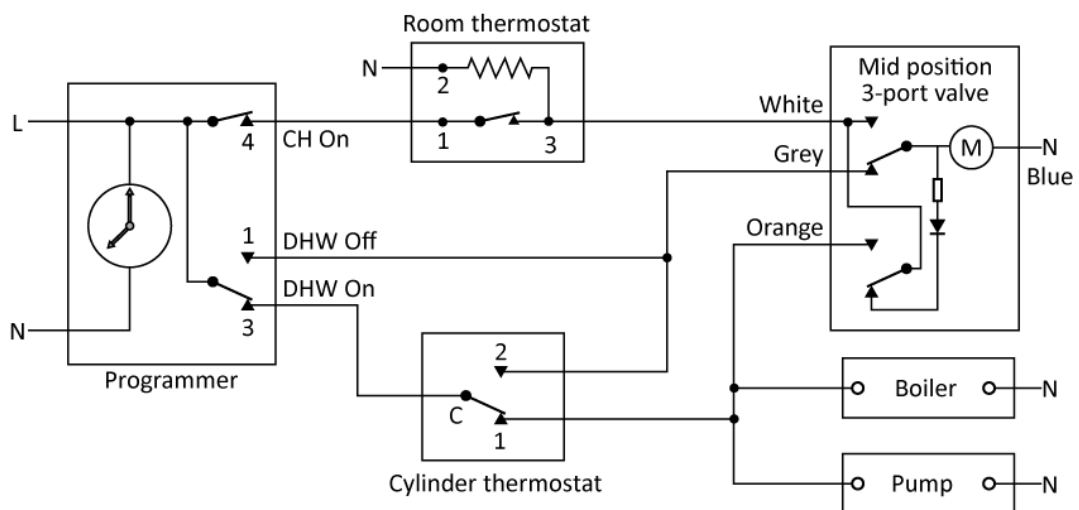 Room thermostat
N
2
1
3
L
4
CH On
1
DHW Off
DHW On
3
N
Programmer
2
C
1
Cylinder thermostat
Mid position
3-port valve
White
Grey
Orange
M
N
Blue
Boiler
N
Pump
N